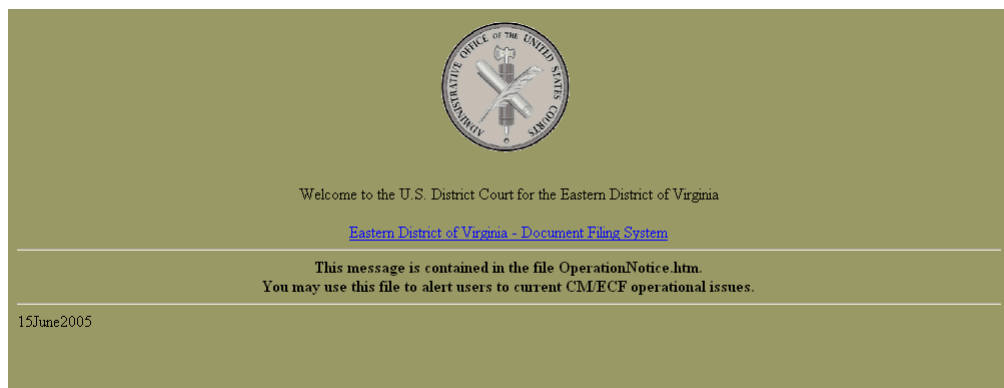 ADMINISTRATIVE OFFICE OF THE UNITED STATES COURTS
Welcome to the U.S. District Court for the Eastern District of Virginia
Eastern District of Virginia - Document Filing System
This message is contained in the file OperationNotice.htm.
You may use this file to alert users to current CM/ECF operational issues.
15June2005